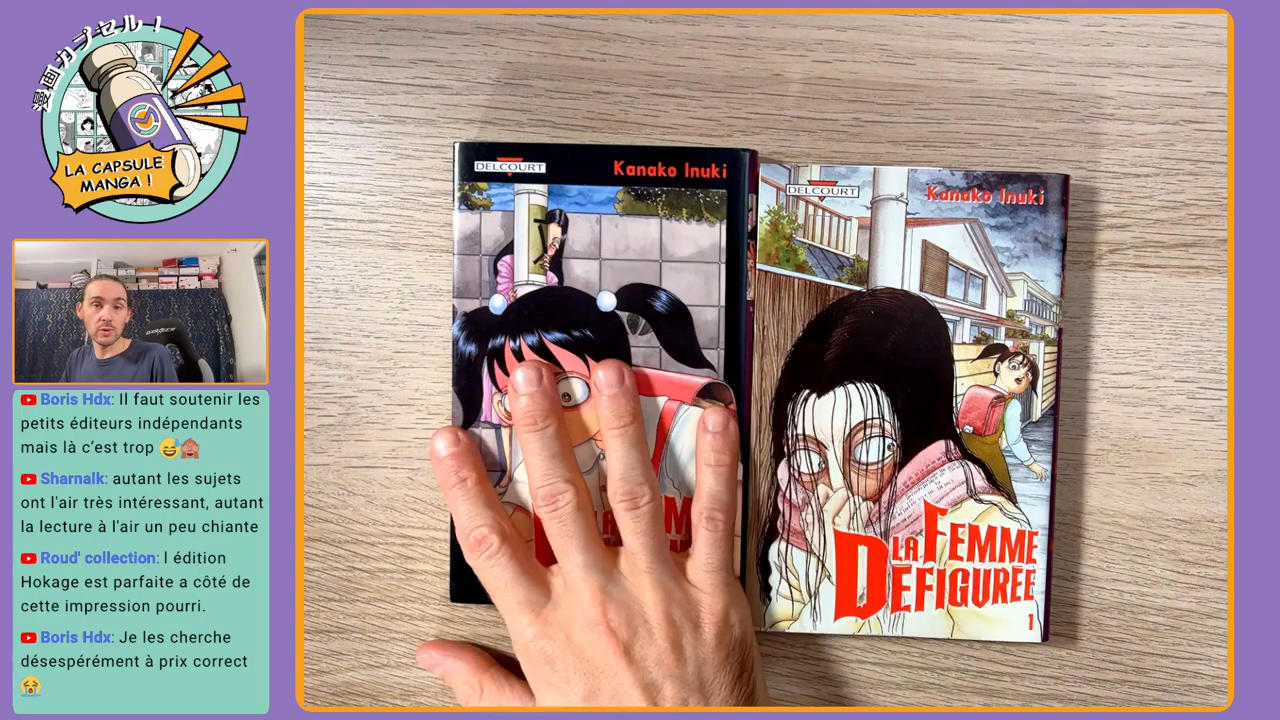 漫画カプセル!
LA CAPSULE
MANGA !
Boris Hdx: Il faut soutenir les
petits éditeurs indépendants
mais là c’est trop 😅🙈
Sharnalk: autant les sujets
ont l'air très intéressant, autant
la lecture à l'air un peu chiante
Roud' collection: l édition
Hokage est parfaite a côté de
cette impression pourri.
Boris Hdx: Je les cherche
désespérément à prix correct
😭
DELCOURT
Kanako Inuki
DELCOURT
Kanako Inuki
LA FEMME
DEFIGURÉE
1